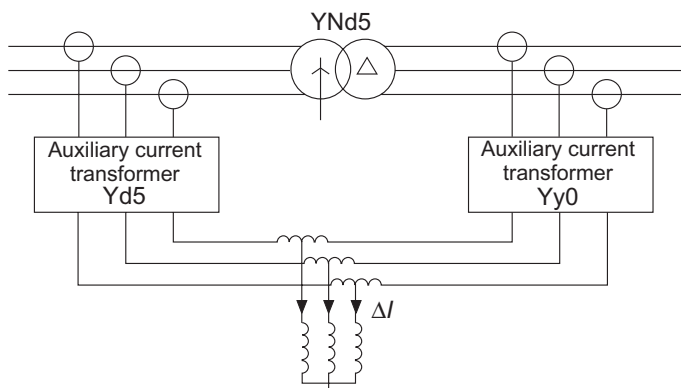 YNd5
Auxiliary current
transformer
Yd5
Auxiliary current
transformer
Yy0
ΔI